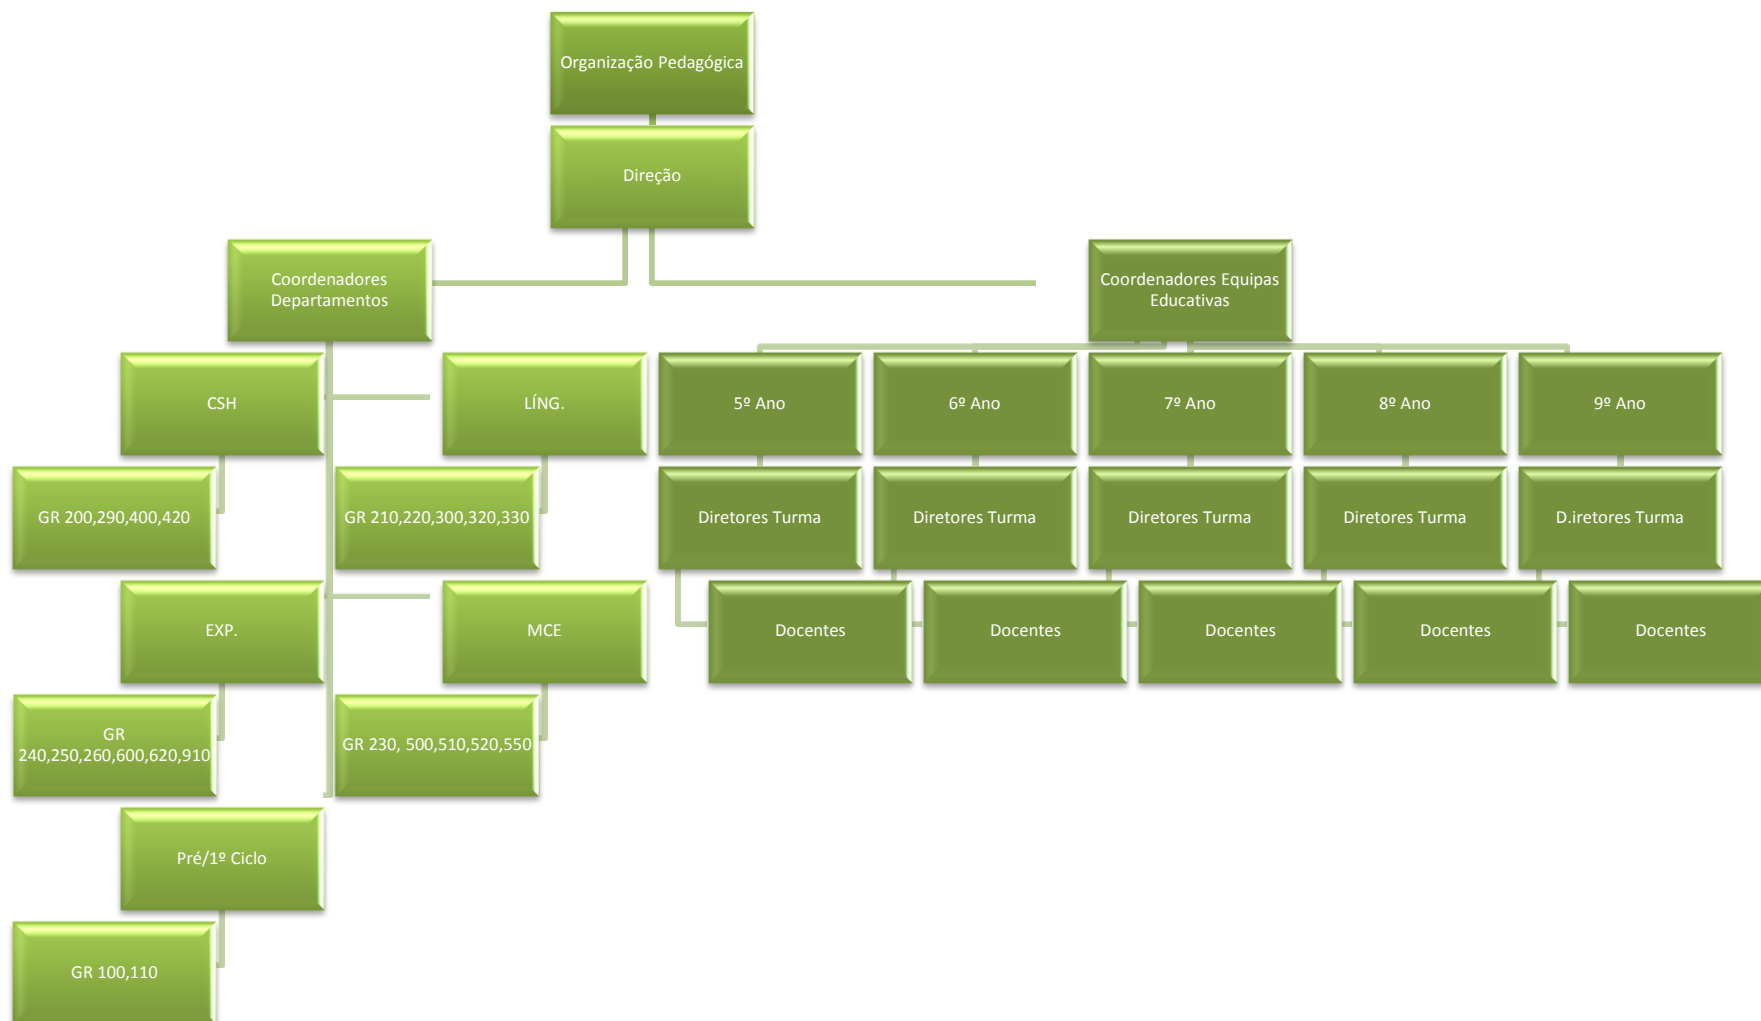 Organização Pedagógica
Direção
Coordenadores
Departamentos
Coordenadores Equipas
Educativas
CSH
LÍNG.
5º Ano
6º Ano
7º Ano
8º Ano
9º Ano
GR 200,290,400,420
GR 210,220,300,320,330
Diretores Turma
Diretores Turma
Diretores Turma
Diretores Turma
D.iretores Turma
EXP.
MCE
Docentes
Docentes
Docentes
Docentes
Docentes
GR
240,250,260,600,620,910
GR 230, 500,510,520,550
Pré/1º Ciclo
GR 100,110